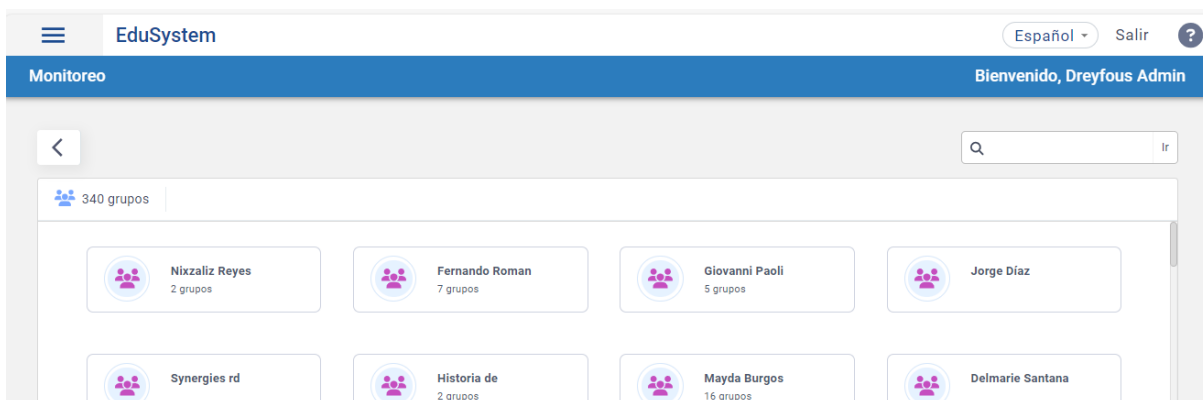 EduSystem
Español
Salir
?
Monitoreo
Bienvenido, Dreyfous Admin
Ir
340 grupos
Nixzaliz Reyes
2 grupos
Fernando Roman
7 grupos
Giovanni Paoli
5 grupos
Jorge Díaz
Synergies rd
Historia de
2 grupos
Mayda Burgos
16 grupos
Delmarie Santana